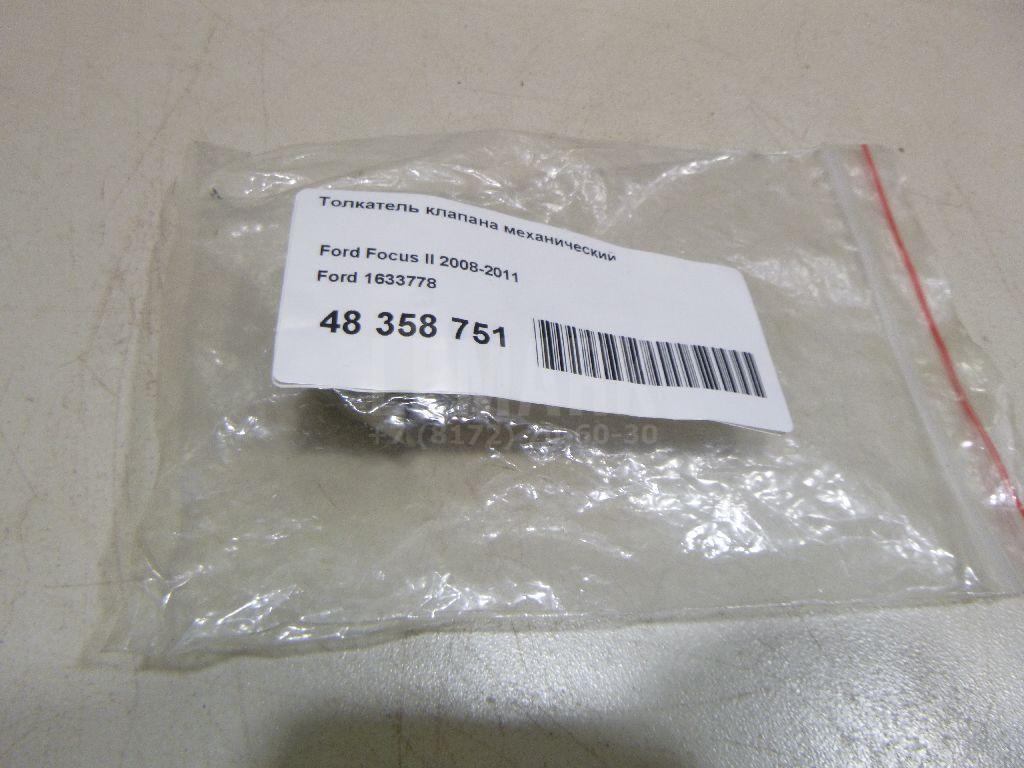 Толкатель клапана механический
Ford Focus II 2008-2011
Ford 1633778
48 358 751